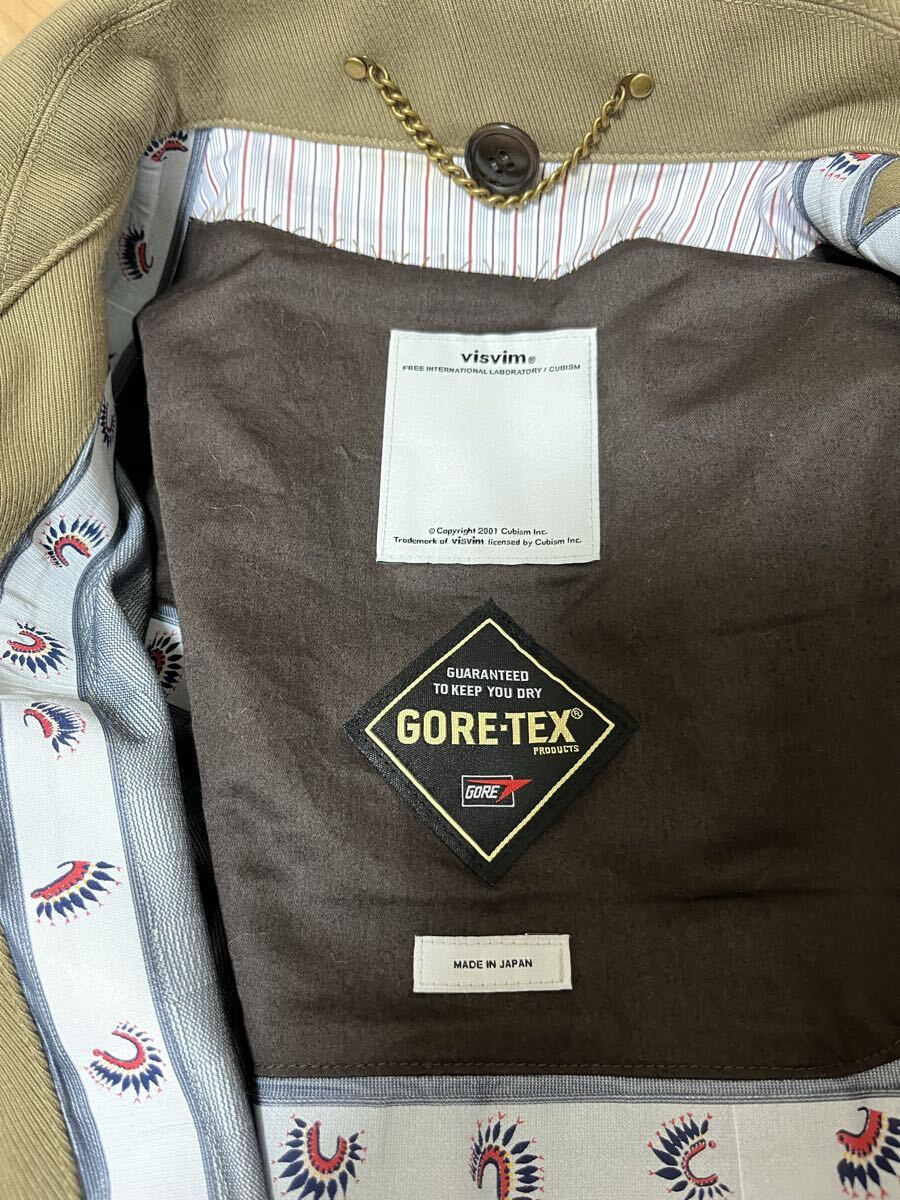 visvim®
FREE INTERNATIONAL LABORATORY / CUBISM
© Copyright 2001 Cubism Inc.
Trademark of visvim licensed by Cubism Inc.
GUARANTEED
TO KEEP YOU DRY
GORE-TEX®
PRODUCTS
GORE
MADE IN JAPAN